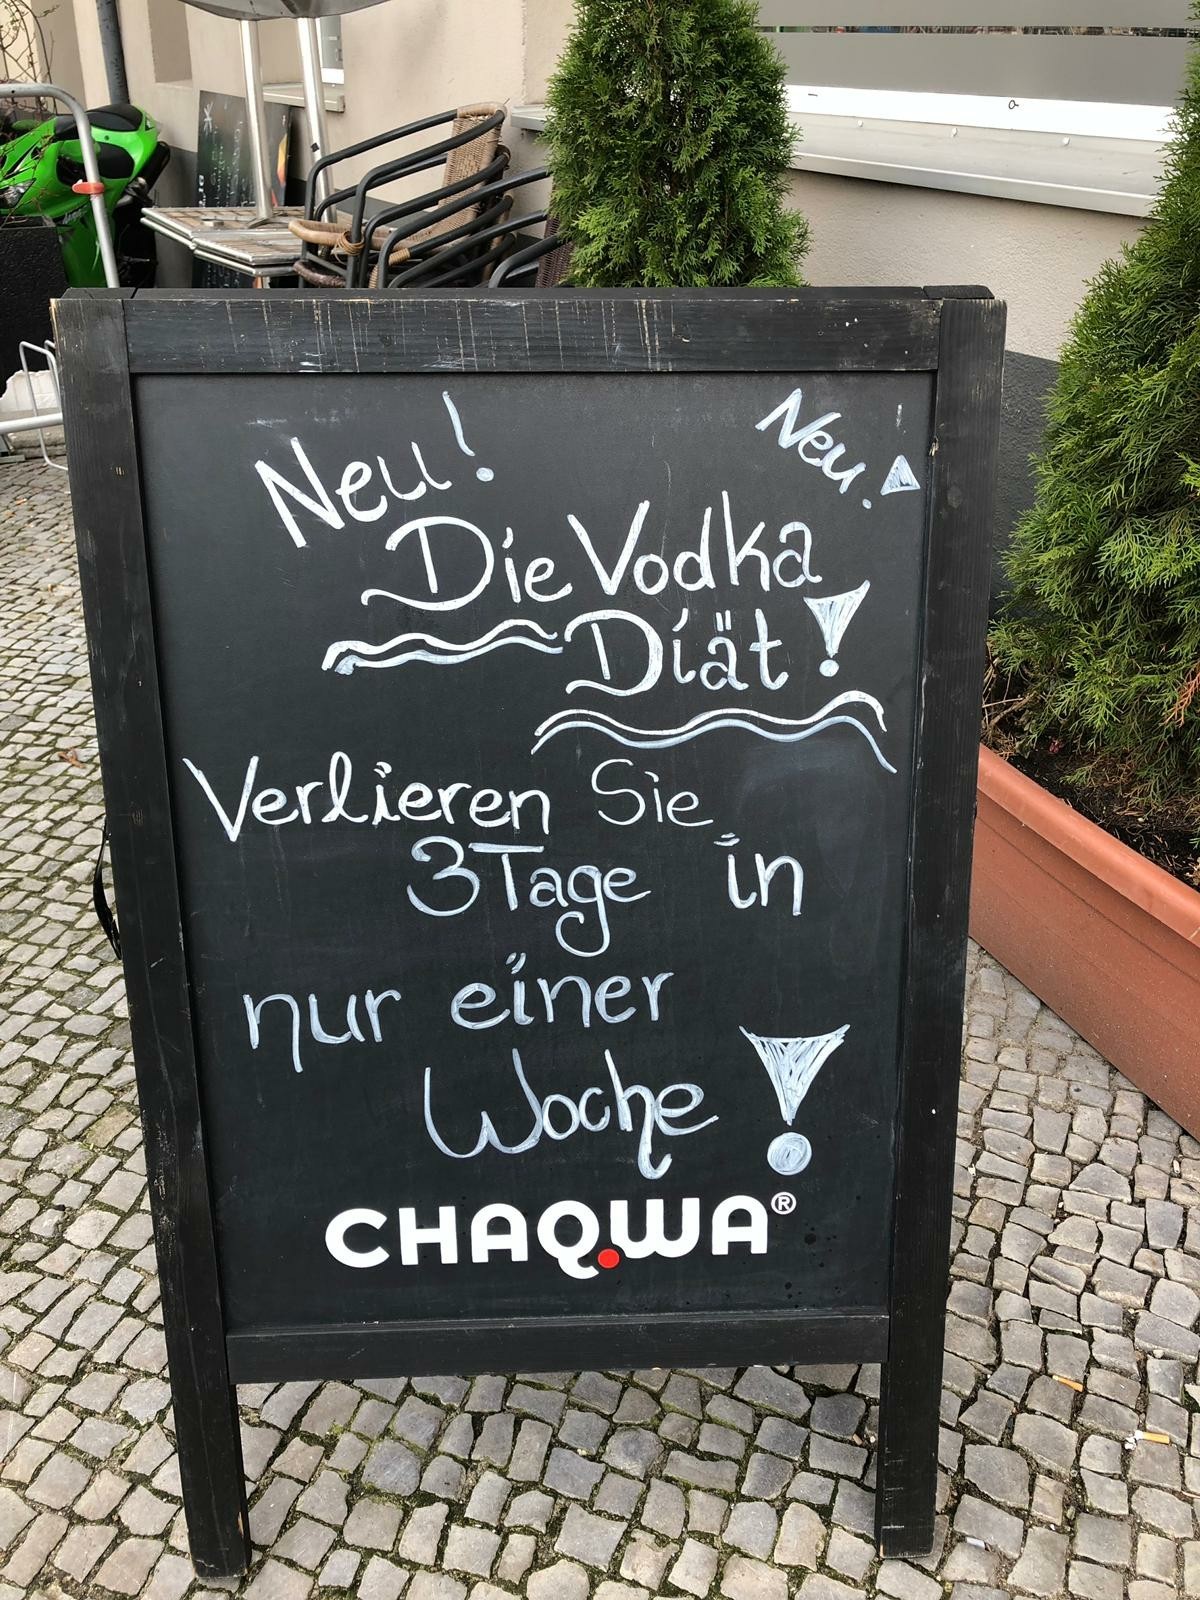 Neu!
Neu!
Die Vodka
Diät!
Verlieren Sie
3 Tage in
nur einer
Woche!
CHAQWA®